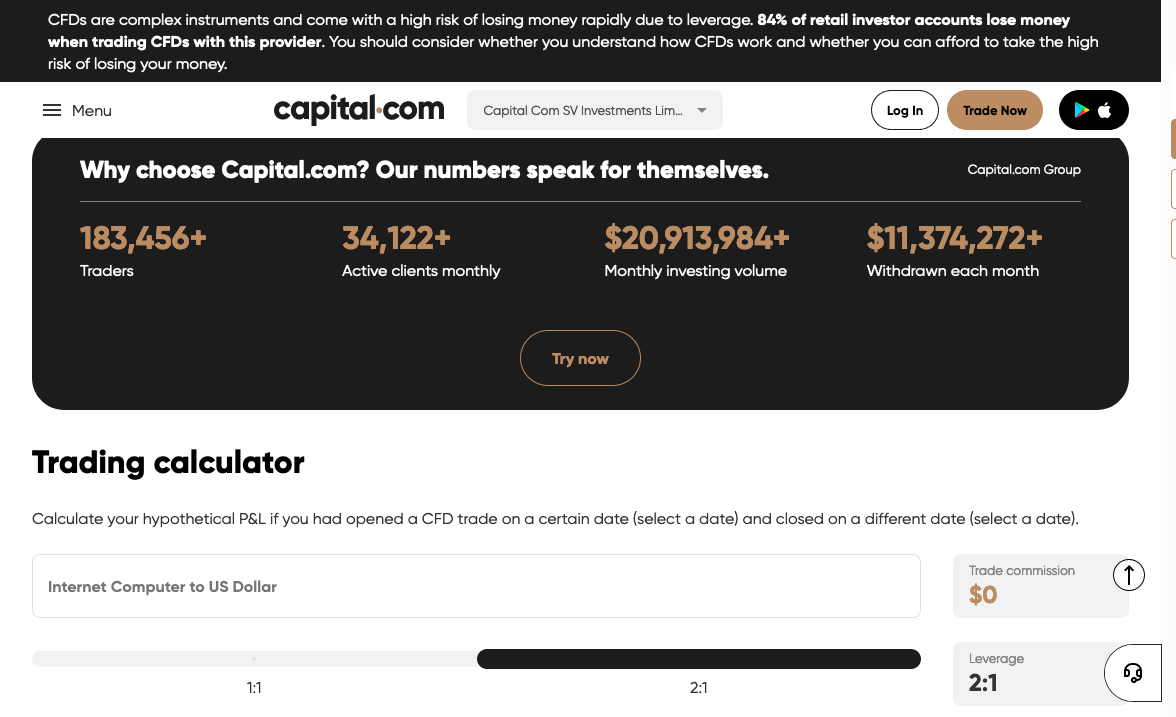 CFDs are complex instruments and come with a high risk of losing money rapidly due to leverage. 84% of retail investor accounts lose money
when trading CFDs with this provider. You should consider whether you understand how CFDs work and whether you can afford to take the high
risk of losing your money.
Menu
capital.com
Capital Com SV Investments Lim...
Log In
Trade Now
Why choose Capital.com? Our numbers speak for themselves.
Capital.com Group
183,456+
34,122+
$20,913,984+
$11,374,272+
Traders
Active clients monthly
Monthly investing volume
Withdrawn each month
Try now
Trading calculator
Calculate your hypothetical P&L if you had opened a CFD trade on a certain date (select a date) and closed on a different date (select a date).
Internet Computer to US Dollar
Trade commission
$0
1:1
2:1
Leverage
2:1